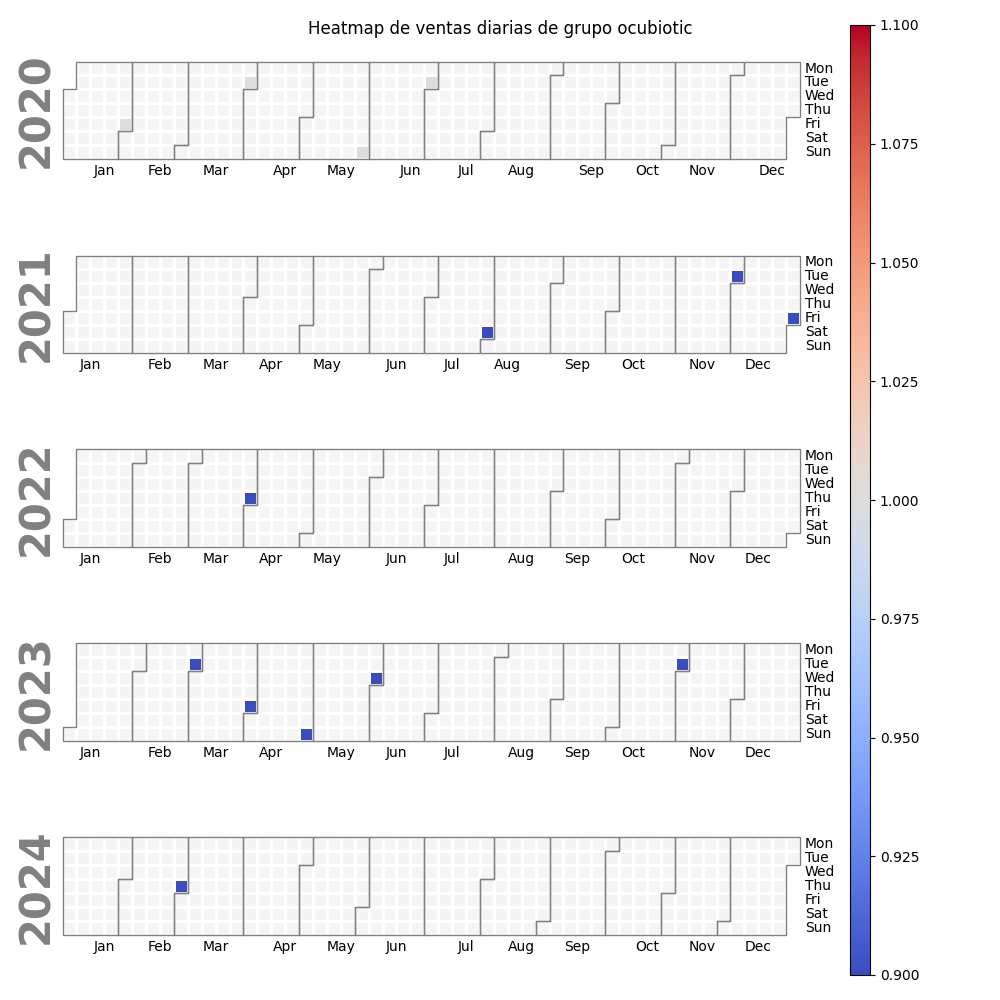 Heatmap de ventas diarias de grupo ocubiotic
2020
Mon
Tue
Wed
Thu
Fri
Sat
Sun
Jan Feb Mar Apr May Jun Jul Aug Sep Oct Nov Dec
2021
Mon
Tue
Wed
Thu
Fri
Sat
Sun
Jan Feb Mar Apr May Jun Jul Aug Sep Oct Nov Dec
2022
Mon
Tue
Wed
Thu
Fri
Sat
Sun
Jan Feb Mar Apr May Jun Jul Aug Sep Oct Nov Dec
2023
Mon
Tue
Wed
Thu
Fri
Sat
Sun
Jan Feb Mar Apr May Jun Jul Aug Sep Oct Nov Dec
2024
Mon
Tue
Wed
Thu
Fri
Sat
Sun
Jan Feb Mar Apr May Jun Jul Aug Sep Oct Nov Dec
1.100
1.075
1.050
1.025
1.000
0.975
0.950
0.925
0.900